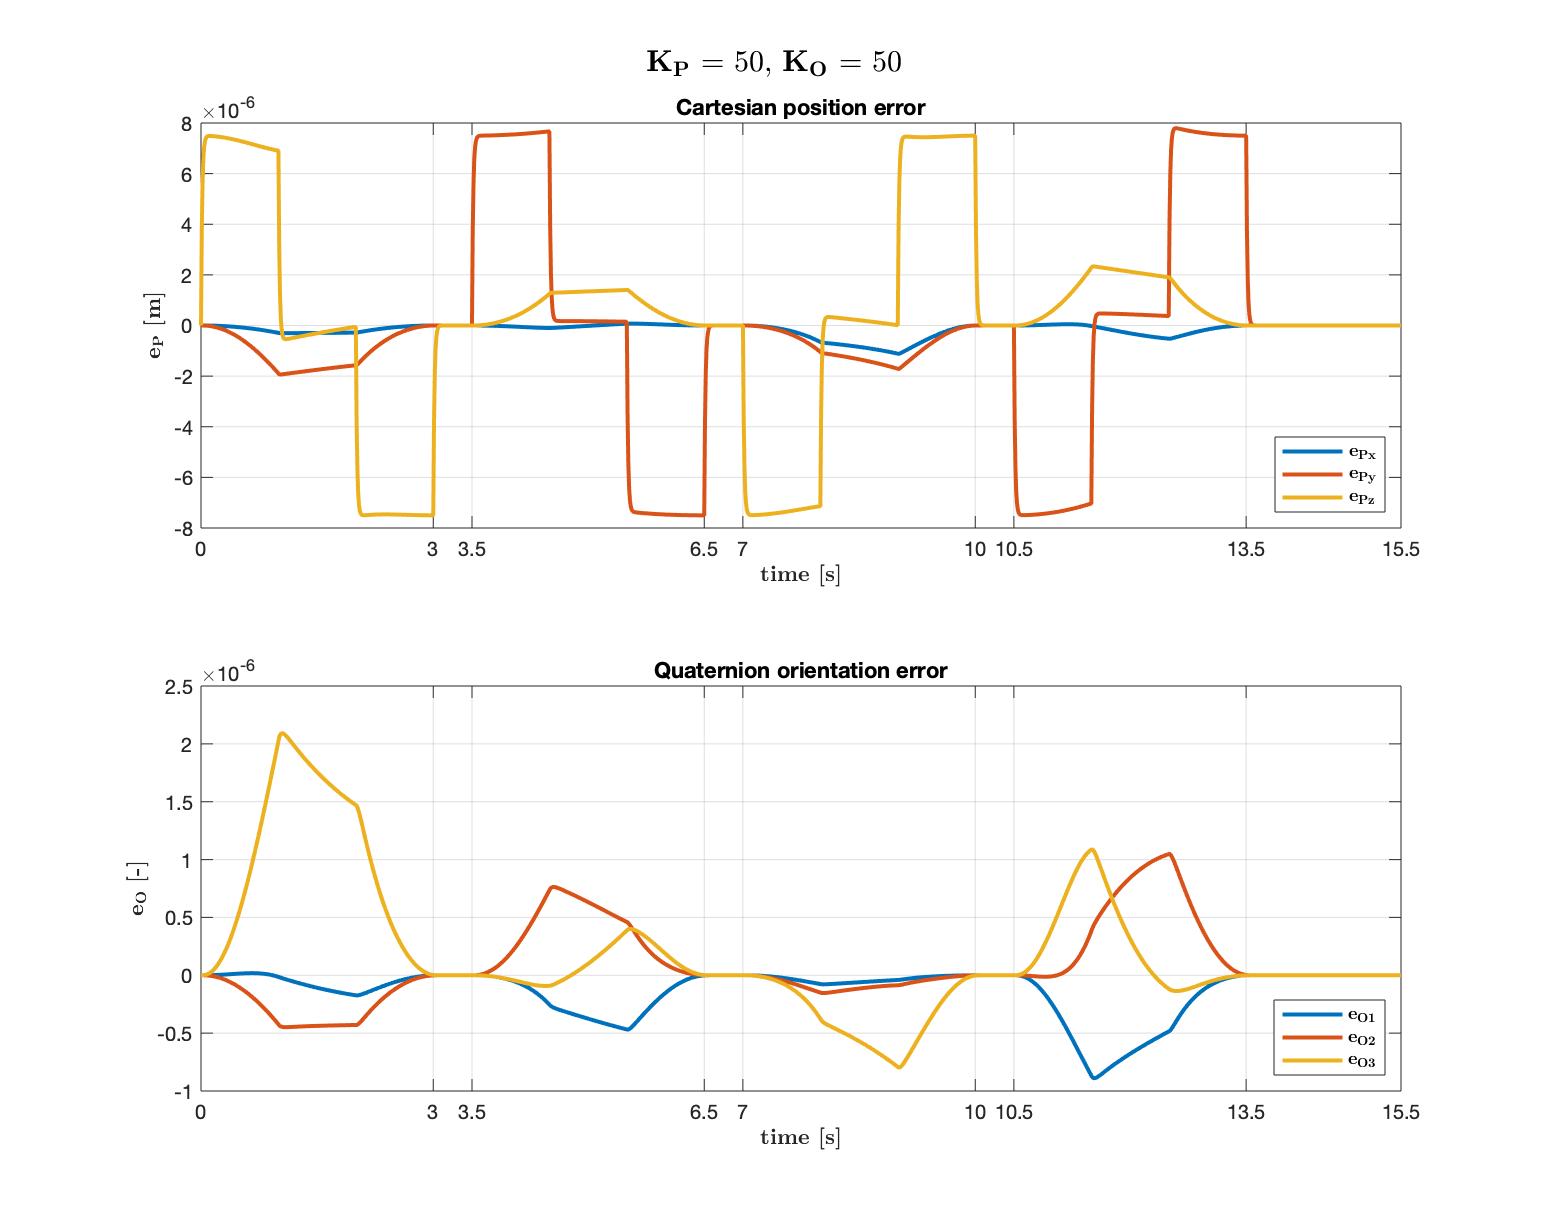 K_P = 50, K_O = 50
×10^-6
Cartesian position error
8
6
4
2
0
-2
-4
-6
-8
e_P [m]
e_Px
e_Py
e_Pz
0 3 3.5 6.5 7 10 10.5 13.5 15.5
time [s]
×10^-6
Quaternion orientation error
2.5
2
1.5
1
0.5
0
-0.5
-1
e_O [-]
e_O1
e_O2
e_O3
0 3 3.5 6.5 7 10 10.5 13.5 15.5
time [s]